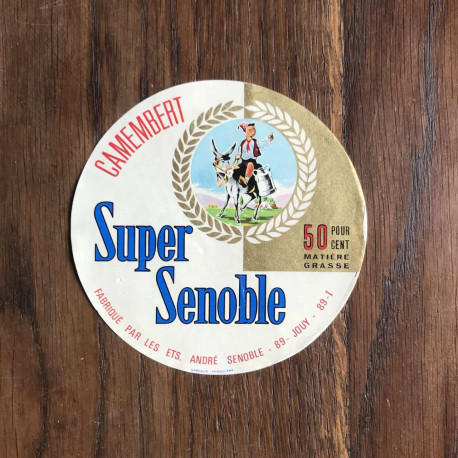 CAMEMBERT
Super
Senoble
50 POUR
CENT
MATIÈRE
GRASSE
FABRIQUÉ PAR LES ETS. ANDRÉ SENOBLE - 89 - JOUY - 89-1